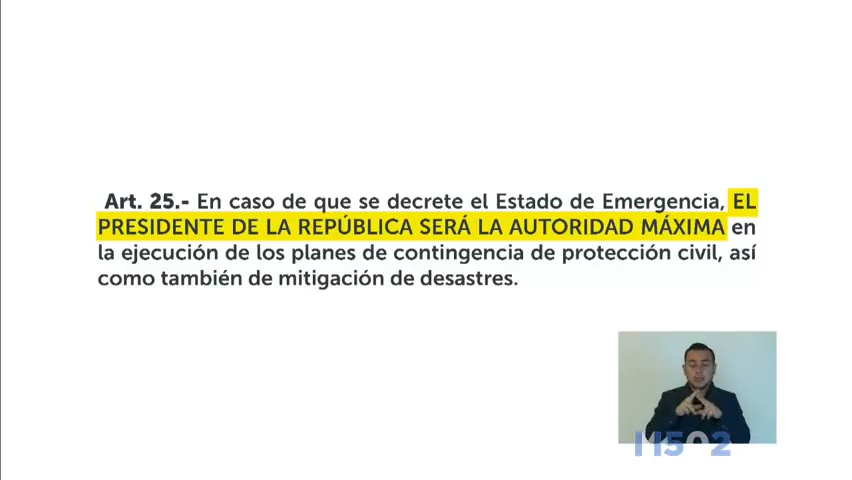 Art. 25.- En caso de que se decrete el Estado de Emergencia, EL
PRESIDENTE DE LA REPÚBLICA SERÁ LA AUTORIDAD MÁXIMA en
la ejecución de los planes de contingencia de protección civil, así
como también de mitigación de desastres.